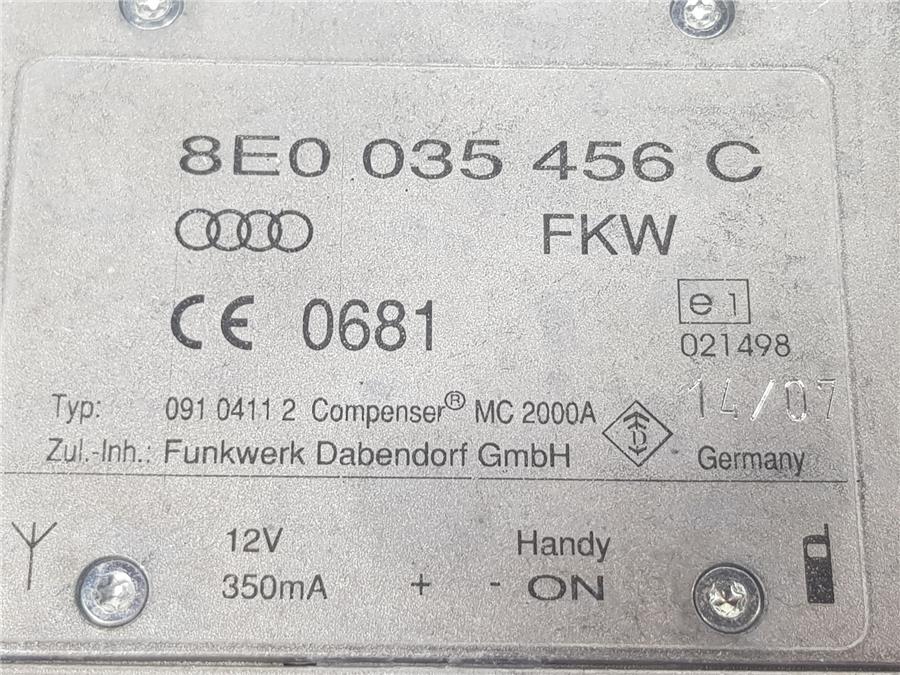 8E0 035 456 C
FKW
CE 0681
e1
021498
14/07
Typ: 091 0411 2 Compenser® MC 2000A
Zul.-Inh.: Funkwerk Dabendorf GmbH
Germany
12V
Handy
350mA + - ON